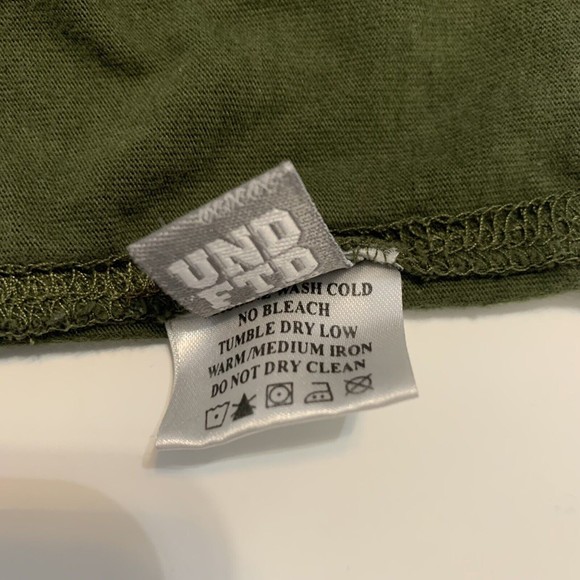 UND
FTD
WASH COLD
NO BLEACH
TUMBLE DRY LOW
WARM/MEDIUM IRON
DO NOT DRY CLEAN